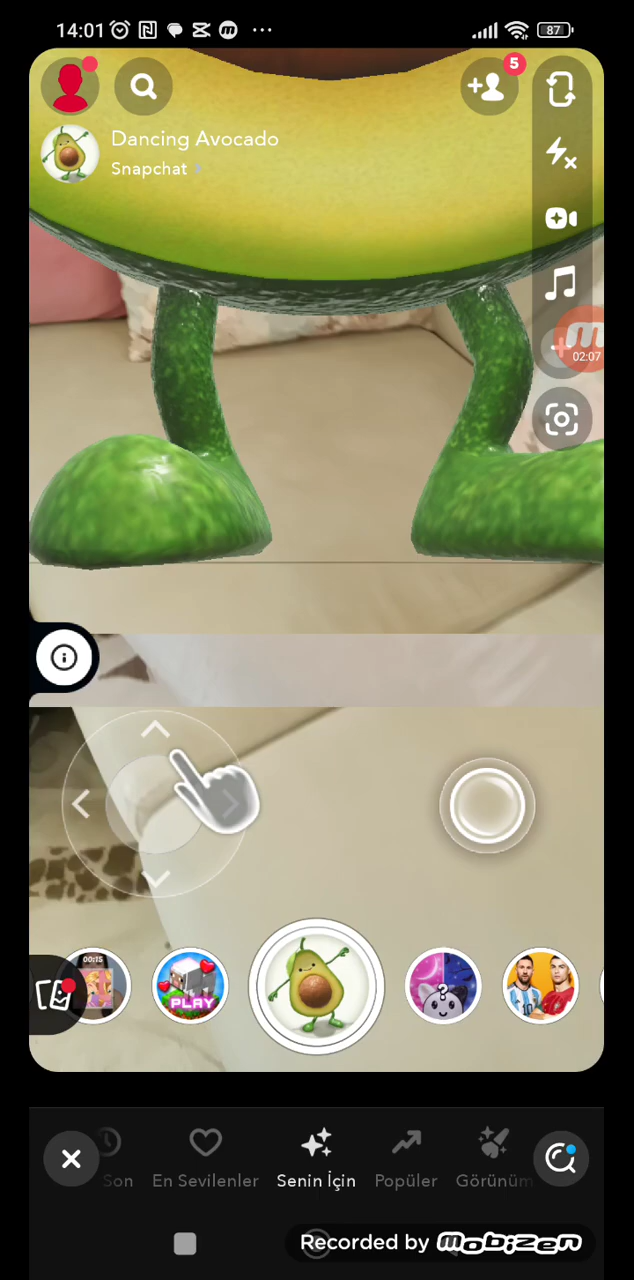 14:01
87
5
Dancing Avocado
Snapchat
02:07
00:15
PLAY
10
Son
En Sevilenler
Senin İçin
Popüler
Görünüm
Recorded by mobizen